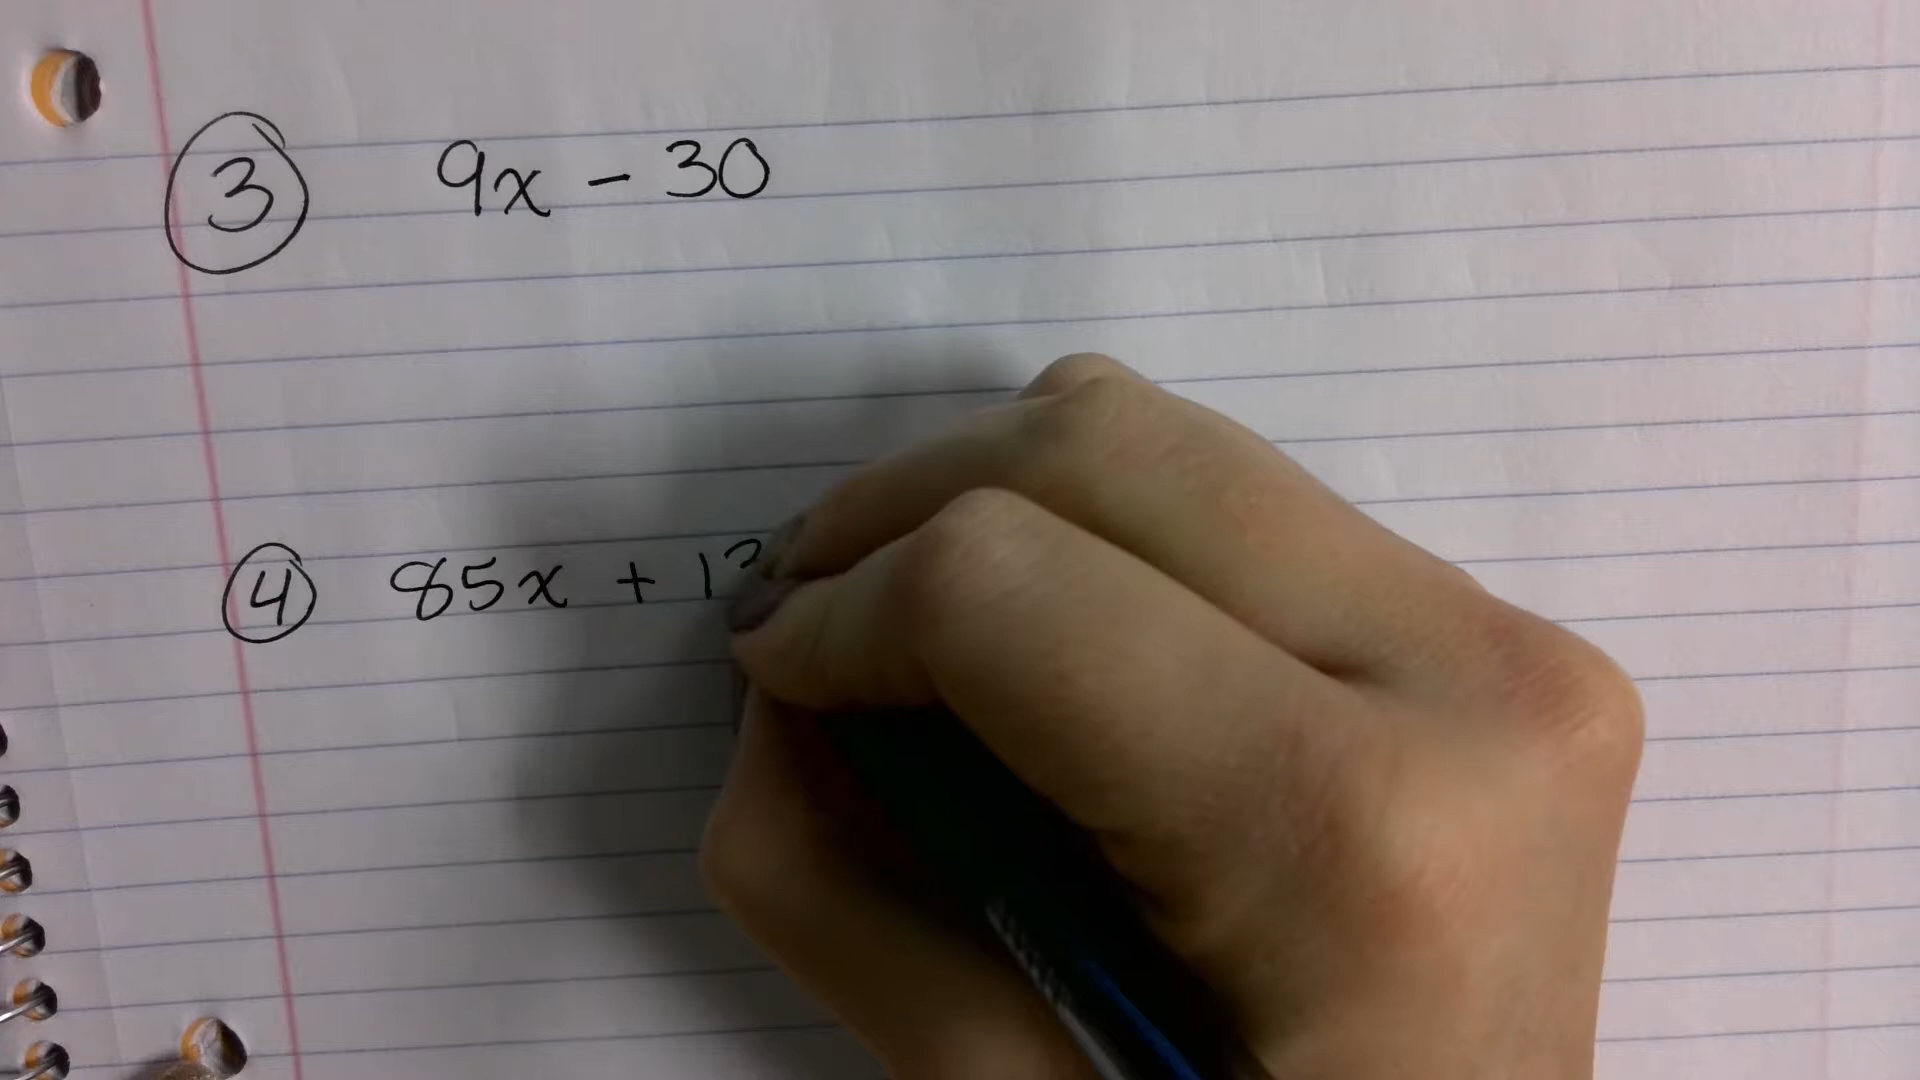 ③ 9x - 30
④ 85x + 1